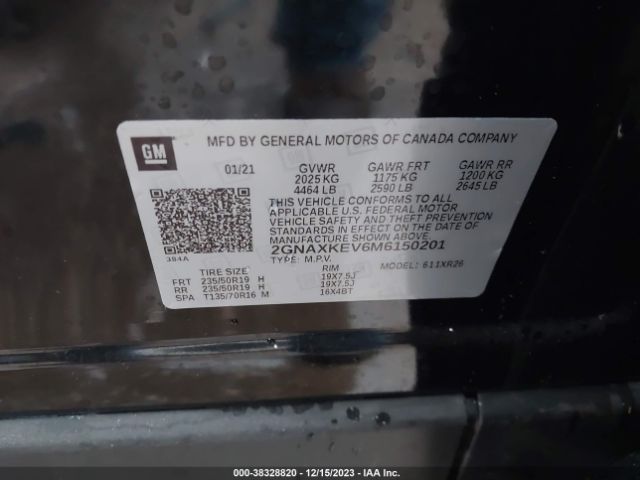 GM
MFD BY GENERAL MOTORS OF CANADA COMPANY
01/21 GVWR GAWR FRT GAWR RR
2025 KG 1175 KG 1200 KG
4464 LB 2590 LB 2645 LB
THIS VEHICLE CONFORMS TO ALL
APPLICABLE U.S. FEDERAL MOTOR
VEHICLE SAFETY AND THEFT PREVENTION
STANDARDS IN EFFECT ON THE DATE OF
MANUFACTURE SHOWN ABOVE.
384A 2GNAXKEV6M6150201
TYPE: M.P.V. MODEL: 611XR26
TIRE SIZE RIM
FRT 235/50R19 H 19X7.5J
RR 235/50R19 H 19X7.5J
SPA T135/70R16 M 16X4BT
000-38328820 - 12/15/2023 - IAA Inc.